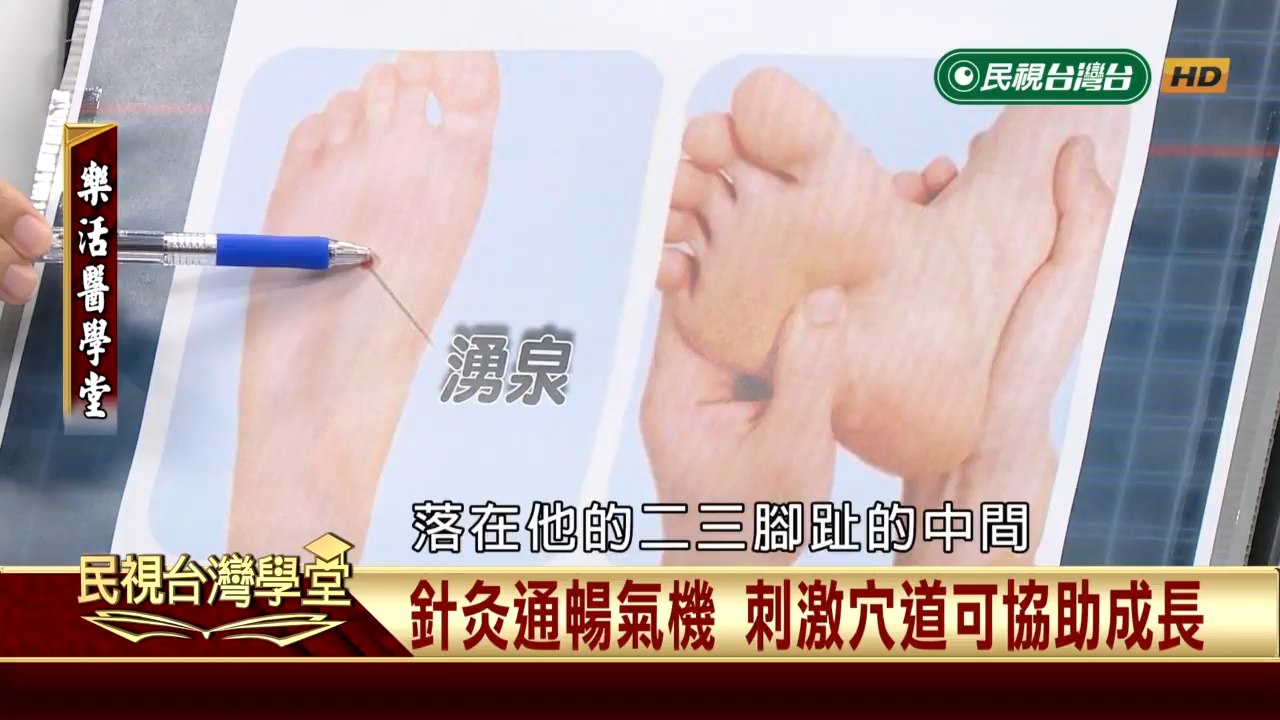 民視台灣台 HD
樂活醫學堂
湧泉
落在他的二三腳趾的中間
民視台灣學堂
針灸通暢氣機 刺激穴道可協助成長